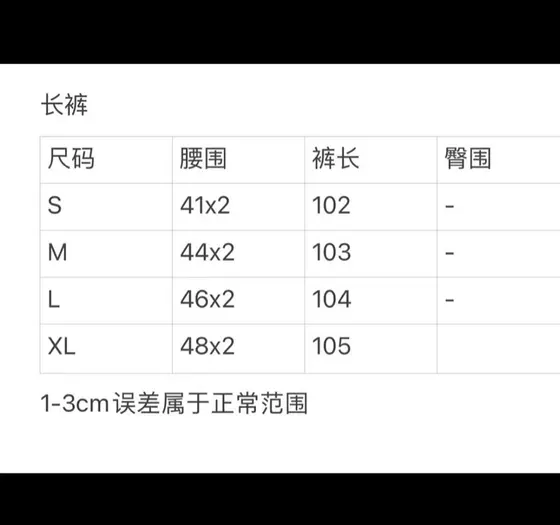 长裤
尺码 腰围 裤长 臀围
S 41x2 102 -
M 44x2 103 -
L 46x2 104 -
XL 48x2 105
1-3cm误差属于正常范围